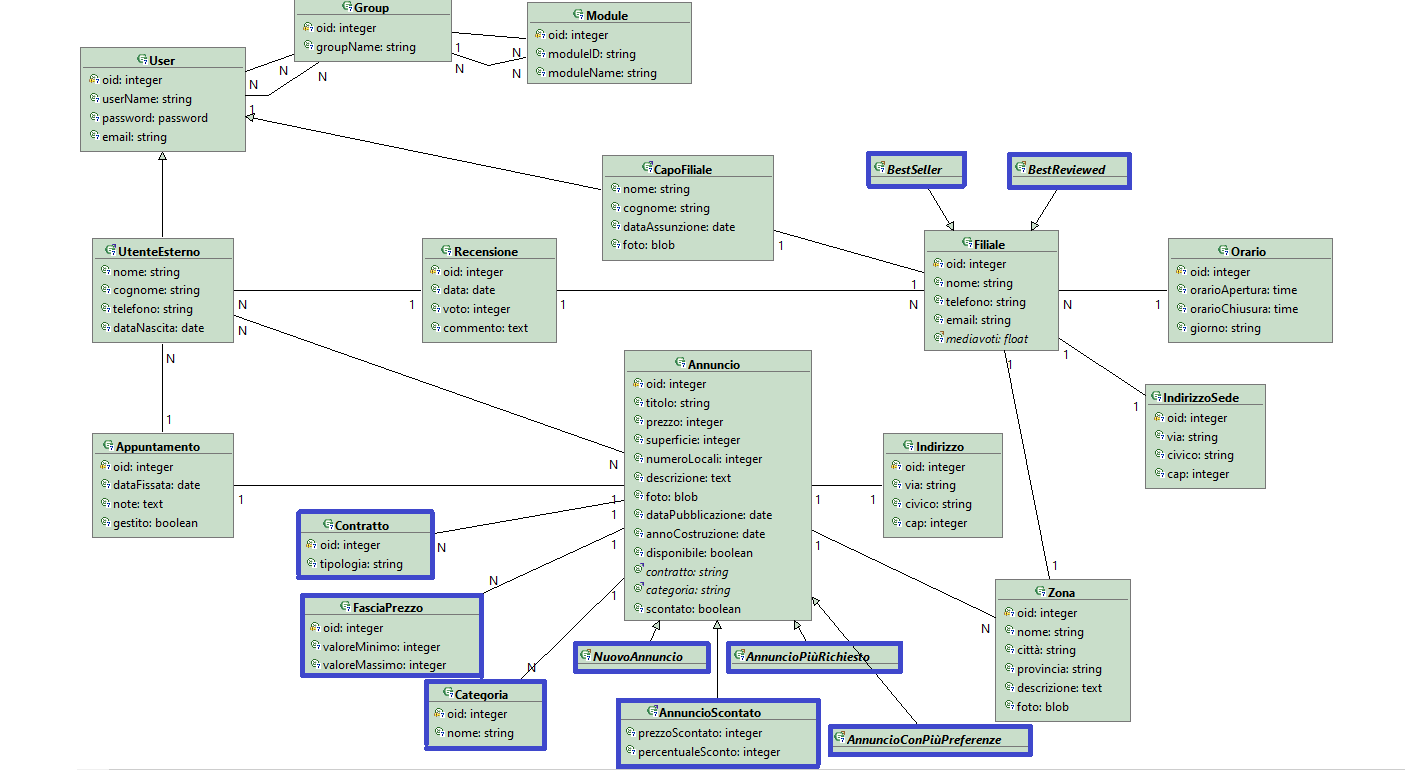 Group
oid: integer
groupName: string
1
N
N
N
Module
oid: integer
moduleID: string
moduleName: string
N
N
User
oid: integer
userName: string
password: password
email: string
N
N
1
CapoFiliale
nome: string
cognome: string
dataAssunzione: date
foto: blob
1
BestSeller
BestReviewed
UtenteEsterno
nome: string
cognome: string
telefono: string
dataNascita: date
N
N
N
Recensione
oid: integer
data: date
voto: integer
commento: text
1
1
Filiale
oid: integer
nome: string
telefono: string
email: string
mediavoti: float
1
N
N
1
1
Orario
oid: integer
orarioApertura: time
orarioChiusura: time
giorno: string
1
IndirizzoSede
oid: integer
via: string
civico: string
cap: integer
1
Annuncio
oid: integer
titolo: string
prezzo: integer
superficie: integer
numeroLocali: integer
descrizione: text
foto: blob
dataPubblicazione: date
annoCostruzione: date
disponibile: boolean
contratto: string
categoria: string
scontato: boolean
N
1
1
1
1
1
1
Appuntamento
oid: integer
dataFissata: date
note: text
gestito: boolean
1
1
Indirizzo
oid: integer
via: string
civico: string
cap: integer
1
Contratto
oid: integer
tipologia: string
N
FasciaPrezzo
oid: integer
valoreMinimo: integer
valoreMassimo: integer
N
Categoria
oid: integer
nome: string
N
Zona
oid: integer
nome: string
città: string
provincia: string
descrizione: text
foto: blob
1
N
NuovoAnnuncio
AnnuncioPiùRichiesto
AnnuncioScontato
prezzoScontato: integer
percentualeSconto: integer
AnnuncioConPiùPreferenze